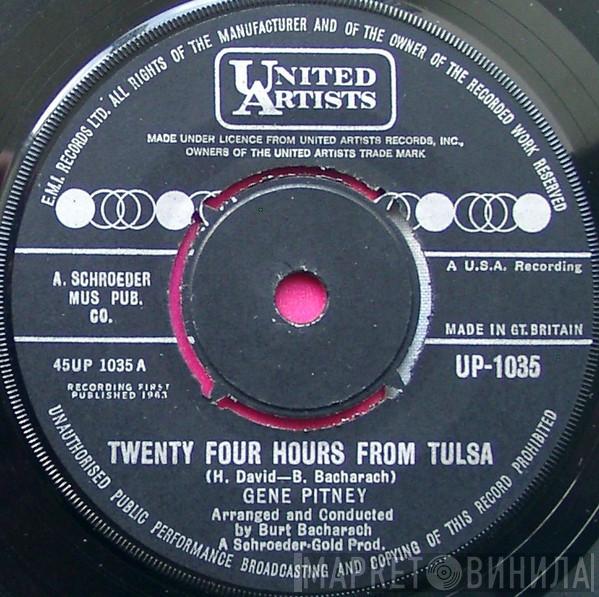 E.M.I. RECORDS LTD. ALL RIGHTS OF THE MANUFACTURER AND OF THE OWNER OF THE RECORDED WORK RESERVED
UNITED
ARTISTS
MADE UNDER LICENCE FROM UNITED ARTISTS RECORDS, INC.,
OWNERS OF THE UNITED ARTISTS TRADE MARK
A. SCHROEDER
MUS PUB.
CO.
A U.S.A. Recording
MADE IN GT. BRITAIN
45UP 1035 A
UP-1035
RECORDING FIRST
PUBLISHED 1963
TWENTY FOUR HOURS FROM TULSA
(H. David—B. Bacharach)
GENE PITNEY
Arranged and Conducted
by Burt Bacharach
A Schroeder-Gold Prod.
UNAUTHORISED PUBLIC PERFORMANCE BROADCASTING AND COPYING OF THIS RECORD PROHIBITED
МАРКЕТ ВИНИЛА